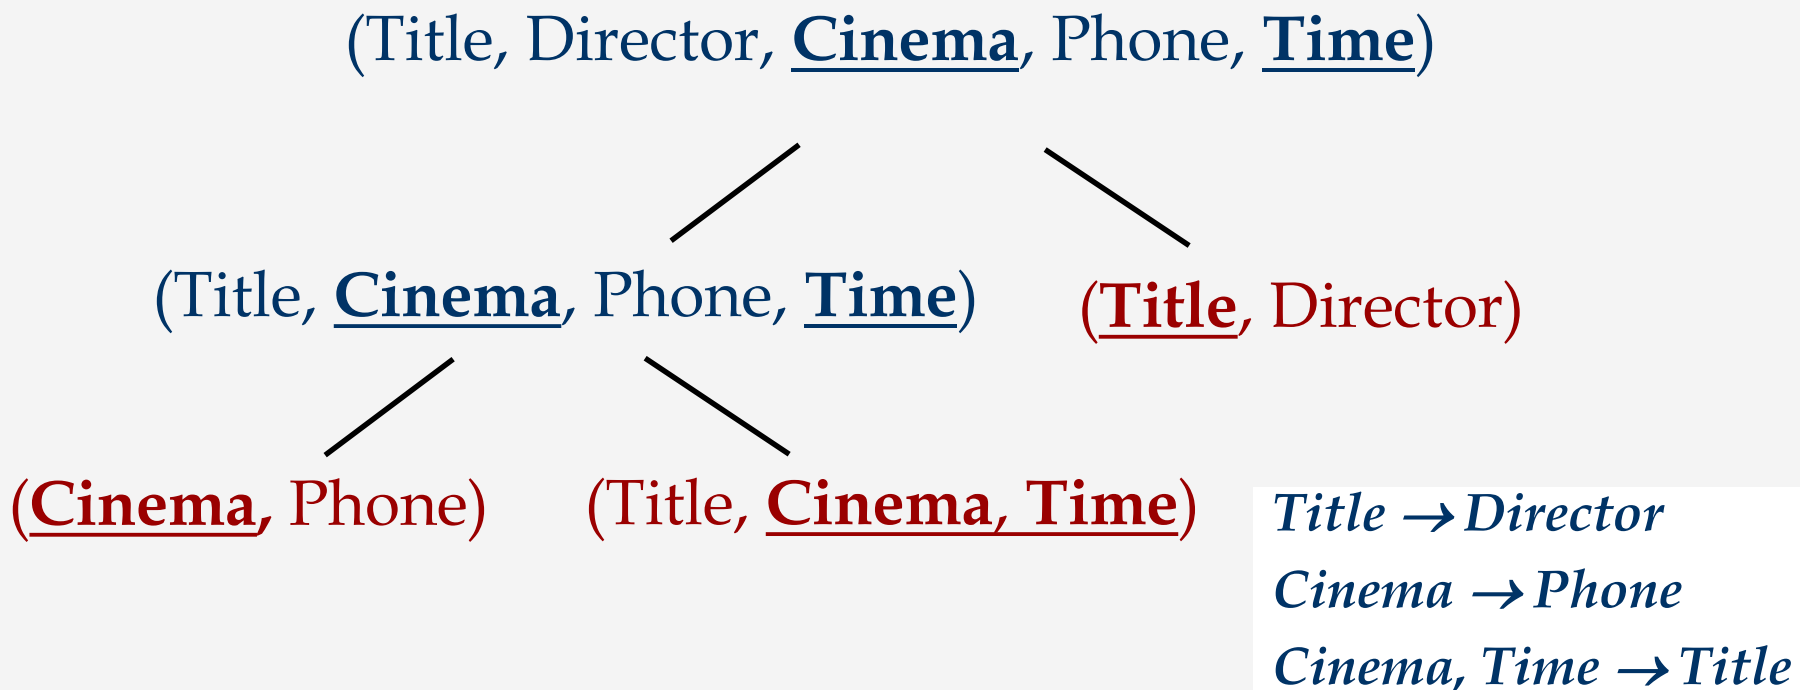 (Title, Director, Cinema, Phone, Time)
(Title, Cinema, Phone, Time)
(Title, Director)
(Cinema, Phone)
(Title, Cinema, Time)
Title → Director
Cinema → Phone
Cinema, Time → Title